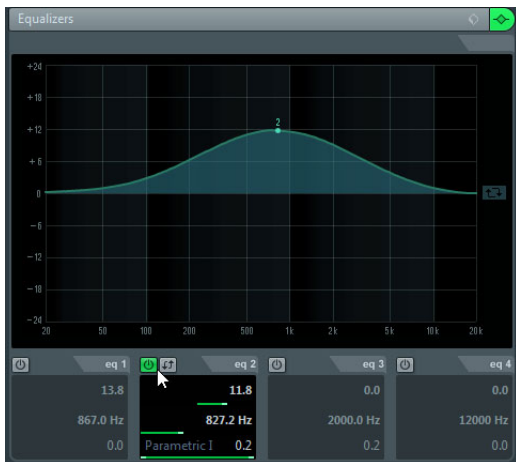 Equalizers
+24
+18
+12
2
+6
0
-6
-12
-18
-24
20 50 100 200 500 1k 2k 5k 10k 20k
eq 1 eq 2 eq 3 eq 4
13.8 11.8 0.0 0.0
867.0 Hz 827.2 Hz 2000.0 Hz 12000 Hz
0.0 Parametric I 0.2 0.2 0.0